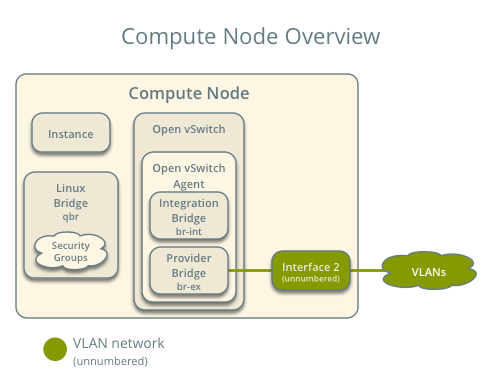 Compute Node Overview
Compute Node
Instance
Linux
Bridge
qbr
Security
Groups
Open vSwitch
Open vSwitch
Agent
Integration
Bridge
br-int
Provider
Bridge
br-ex
Interface 2
(unnumbered)
VLANs
VLAN network
(unnumbered)